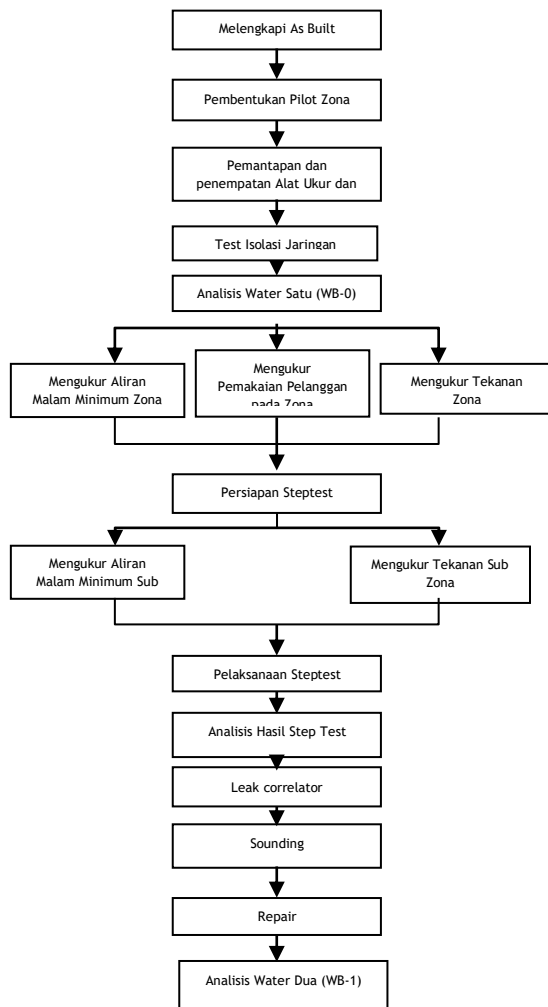 Melengkapi As Built
Pembentukan Pilot Zona
Pemantapan dan
penempatan Alat Ukur dan
Test Isolasi Jaringan
Analisis Water Satu (WB-0)
Mengukur Aliran
Malam Minimum Zona
Mengukur
Pemakaian Pelanggan
pada Zona
Mengukur Tekanan
Zona
Persiapan Steptest
Mengukur Aliran
Malam Minimum Sub
Mengukur Tekanan Sub
Zona
Pelaksanaan Steptest
Analisis Hasil Step Test
Leak correlator
Sounding
Repair
Analisis Water Dua (WB-1)